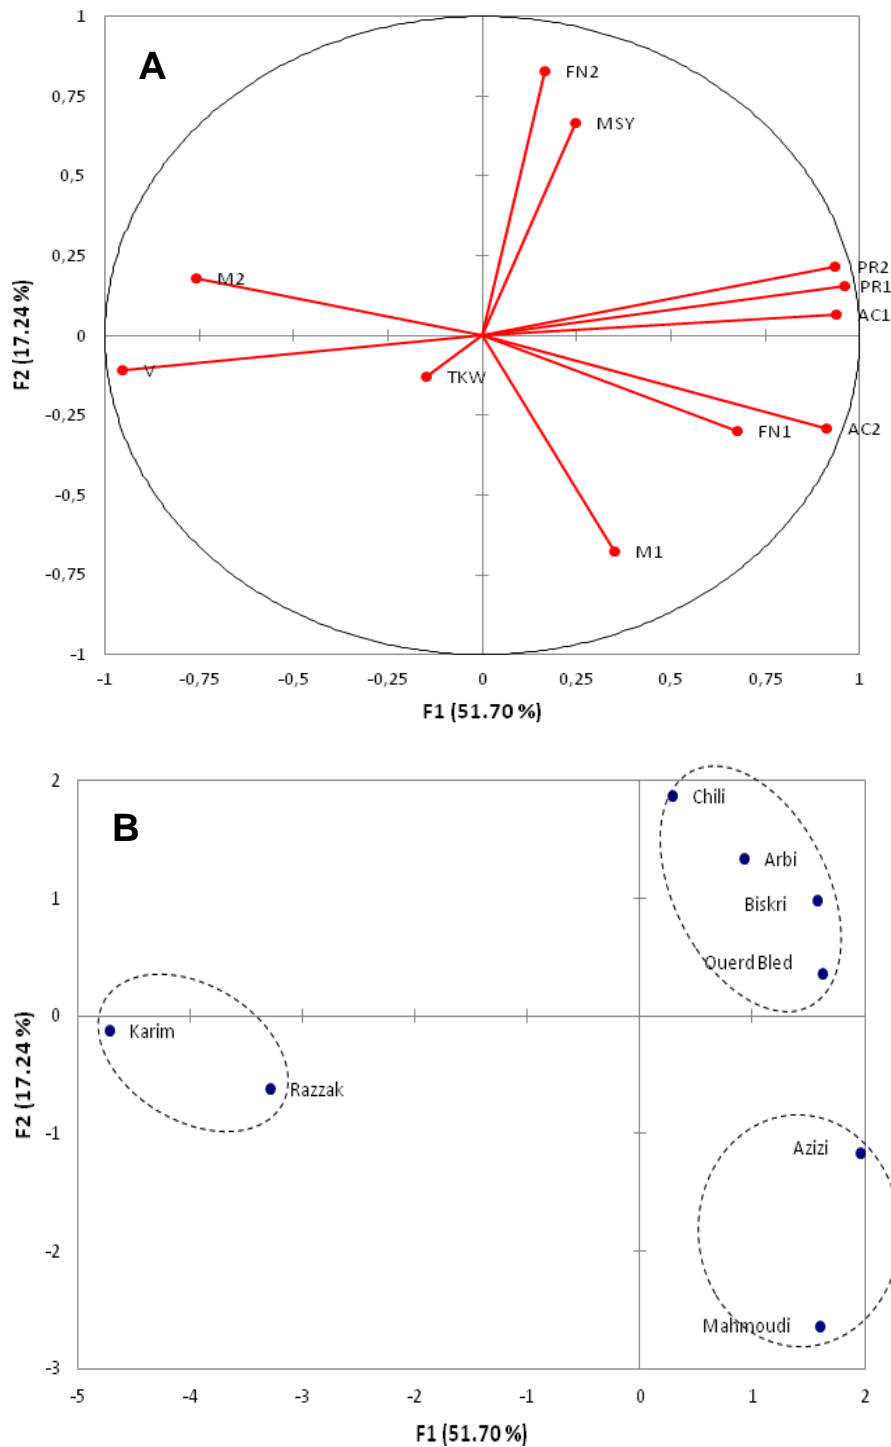 A
1
0,75
0,5
0,25
0
-0,25
-0,5
-0,75
-1
F2 (17.24 %)
FN2
MSY
M2
PR2
PR1
AC1
V
TKW
FN1
AC2
M1
-1 -0,75 -0,5 -0,25 0 0,25 0,5 0,75 1
F1 (51.70 %)
B
2
1
0
-1
-2
-3
F2 (17.24 %)
Chili
Arbi
Biskri
Ouerd Bled
Karim
Razzak
Azizi
Mahmoudi
-5 -4 -3 -2 -1 0 1 2
F1 (51.70 %)